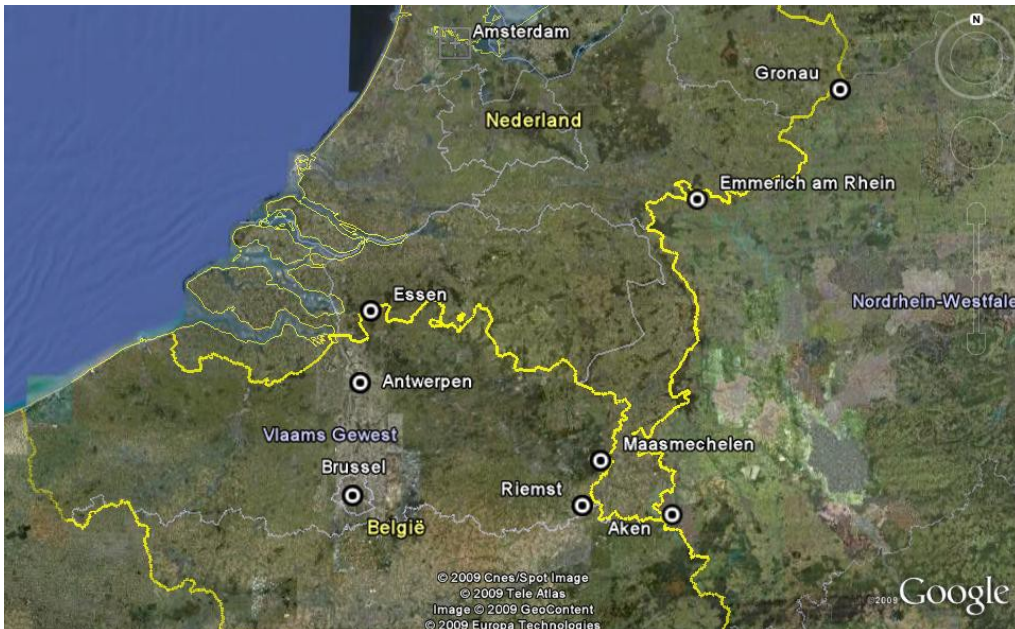 Amsterdam
N
Gronau
Nederland
Emmerich am Rhein
Essen
Nordrhein-Westfale
Antwerpen
Vlaams Gewest
Maasmechelen
Brussel
Riemst
België
Aken
© 2009 Cnes/Spot Image
© 2009 Tele Atlas
Image © 2009 GeoContent
© 2009 Europa Technologies
©2009 Google